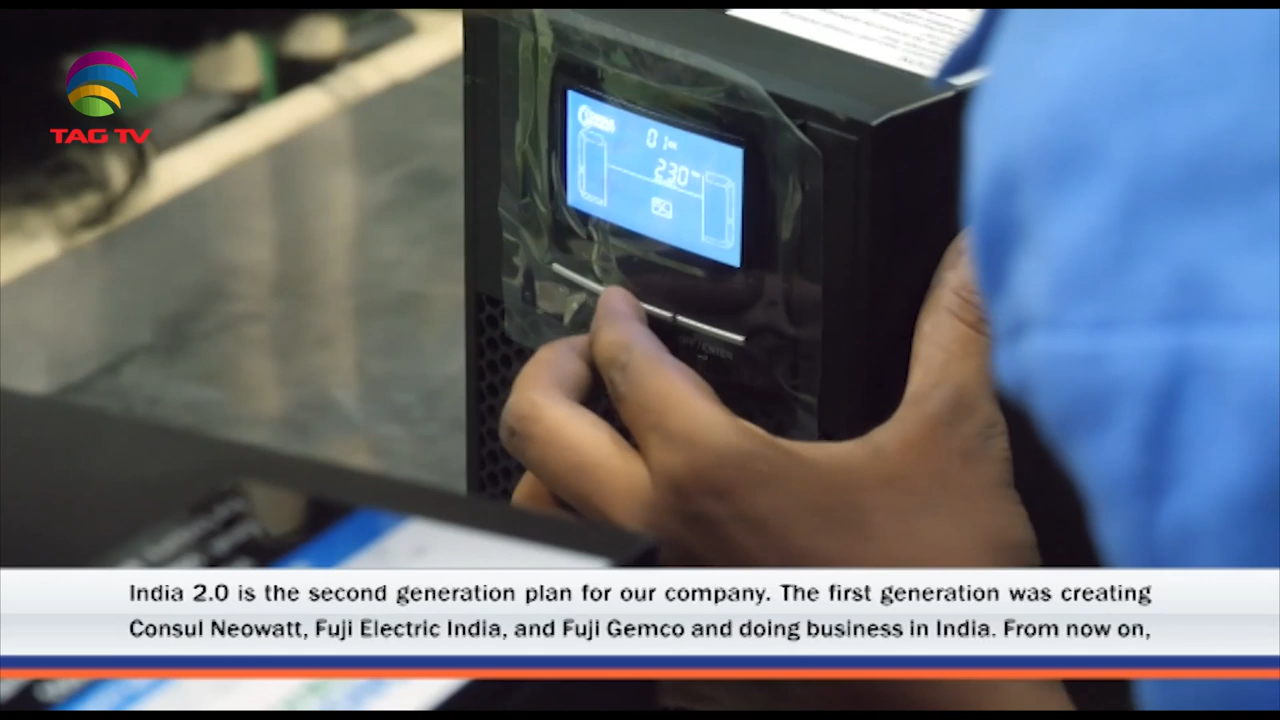 TAG TV
01
230
India 2.0 is the second generation plan for our company. The first generation was creating
Consul Neowatt, Fuji Electric India, and Fuji Gemco and doing business in India. From now on,